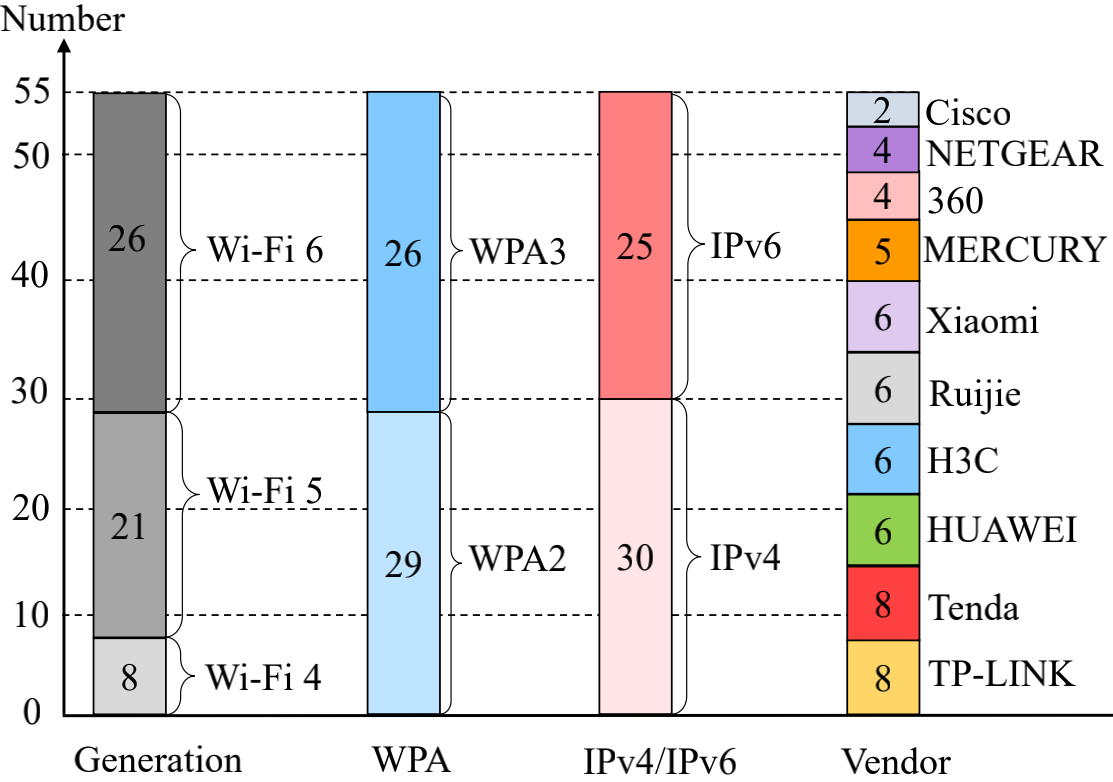 Number
55
50
40
30
20
10
0
26
Wi-Fi 6
21
Wi-Fi 5
8
Wi-Fi 4
Generation
26
WPA3
29
WPA2
WPA
25
IPv6
30
IPv4
IPv4/IPv6
2 Cisco
4 NETGEAR
4 360
5 MERCURY
6 Xiaomi
6 Ruijie
6 H3C
6 HUAWEI
8 Tenda
8 TP-LINK
Vendor